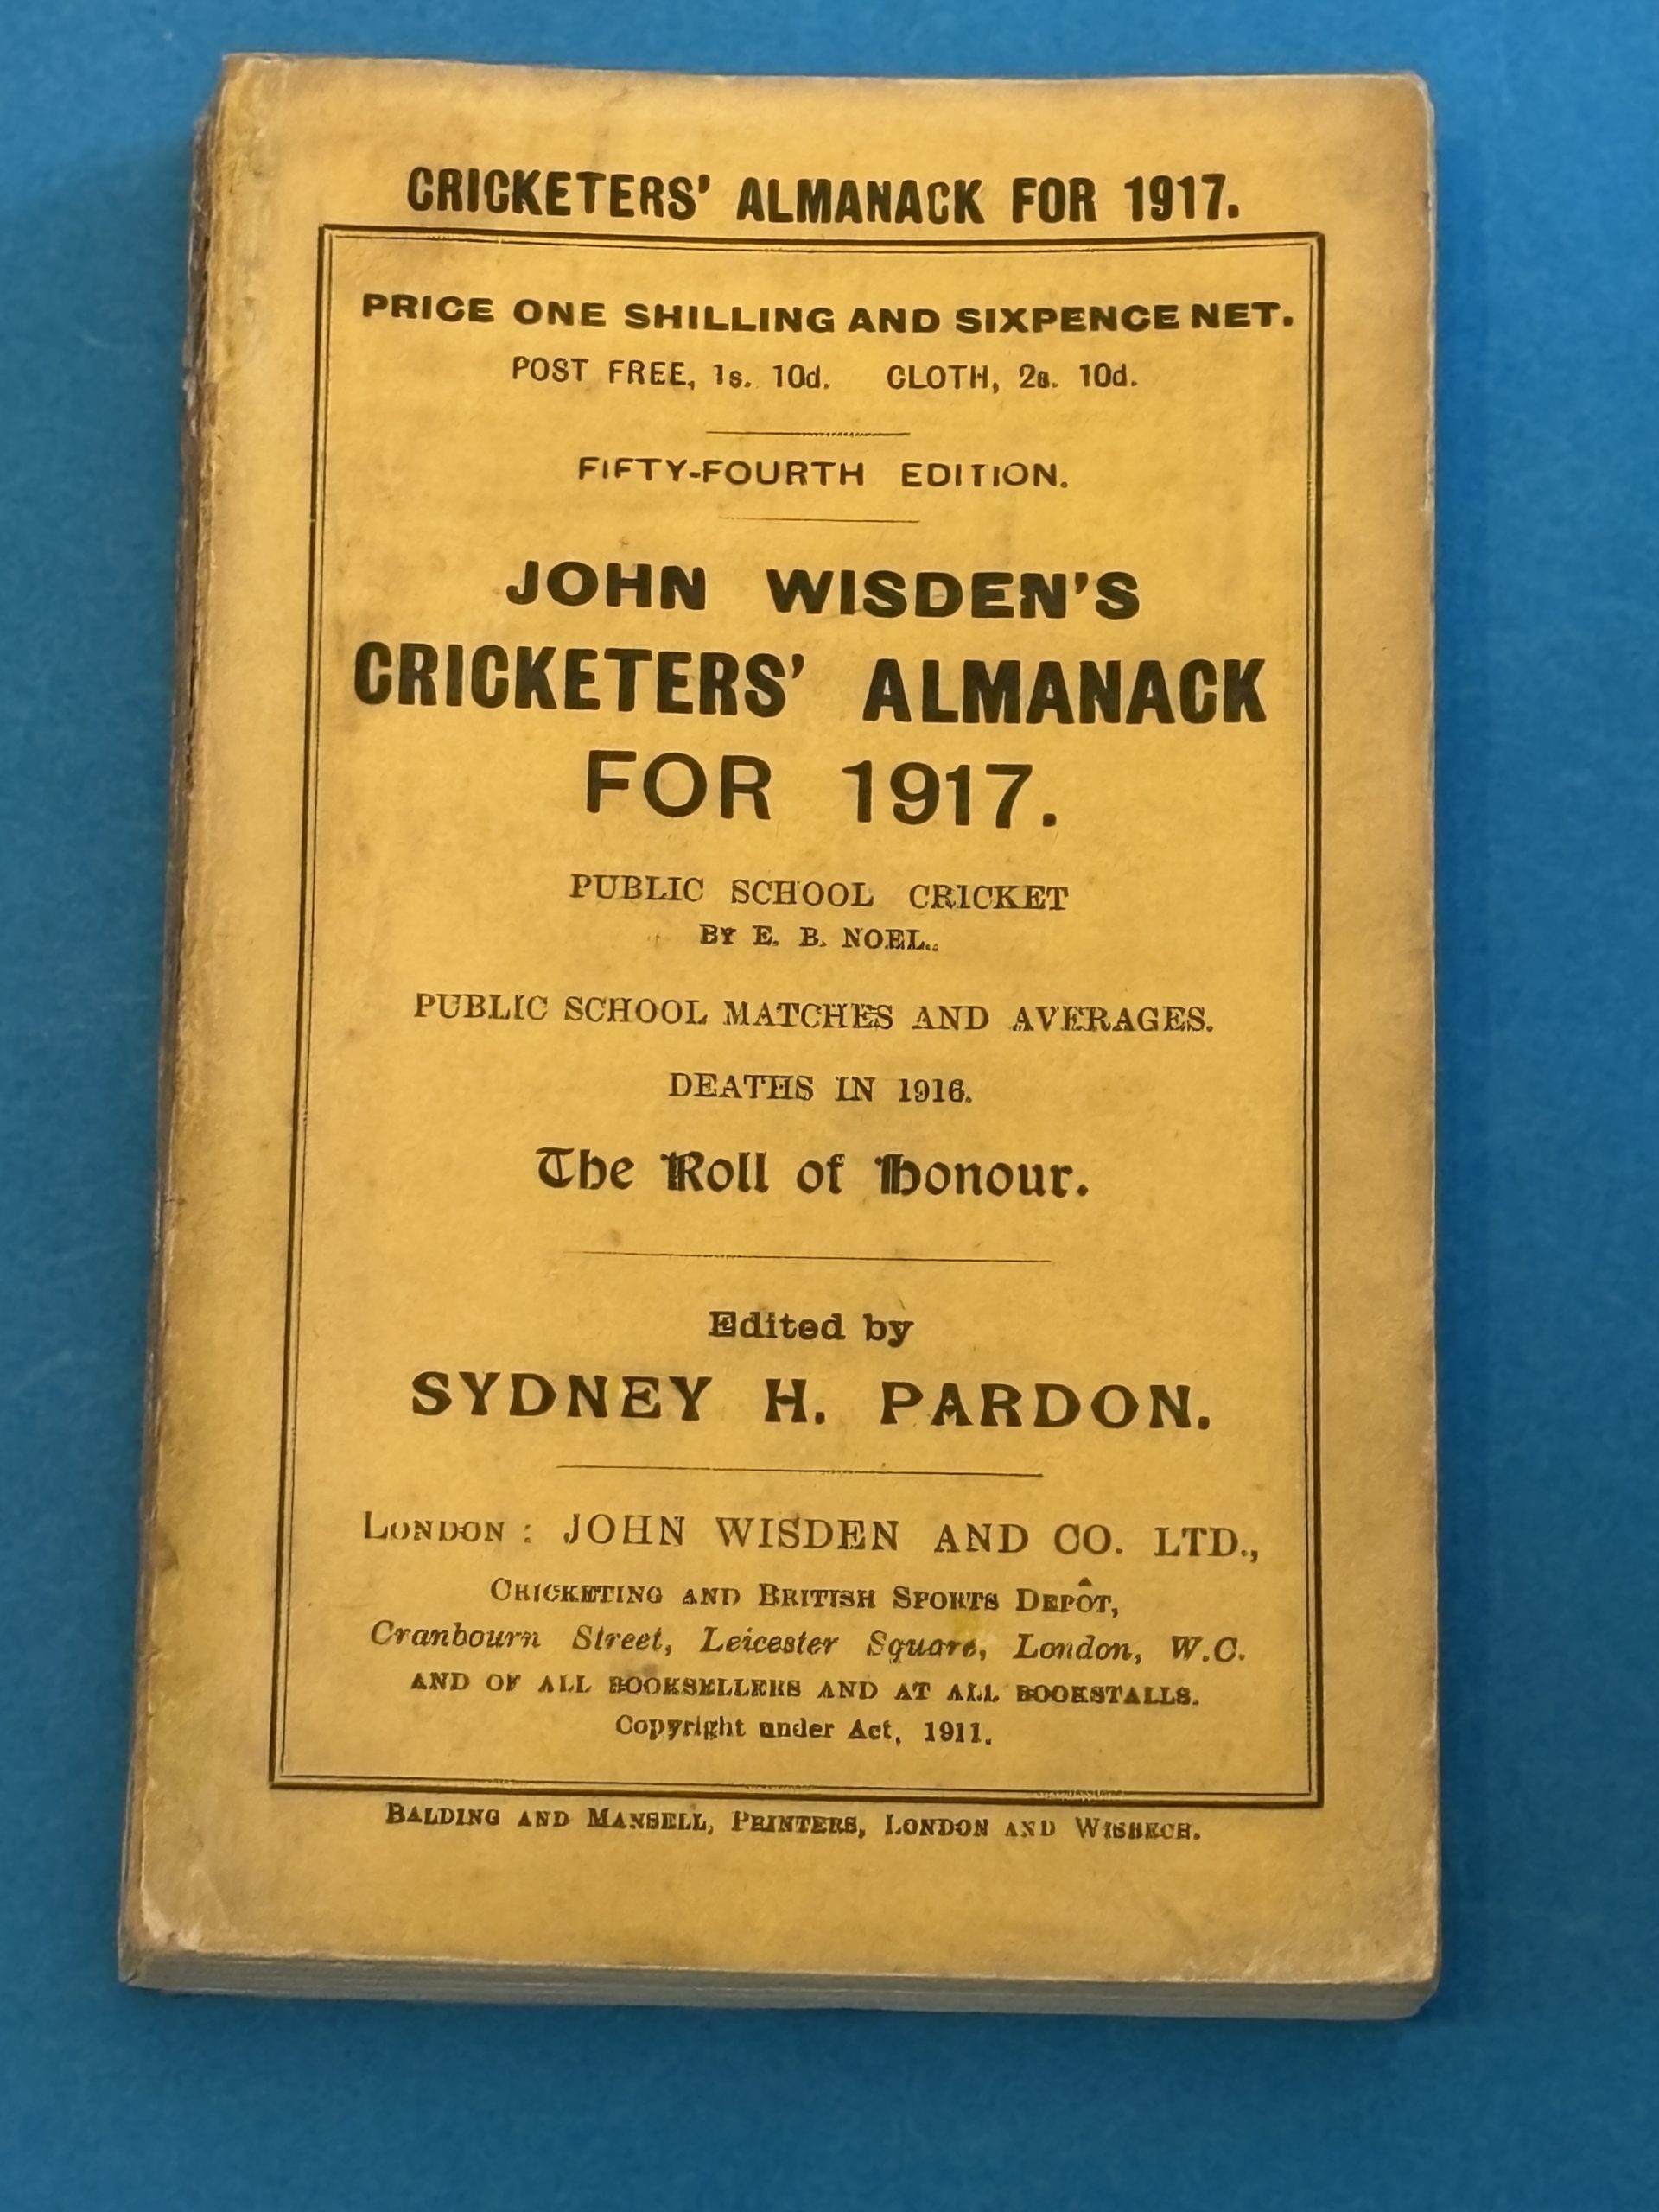 CRICKETERS' ALMANACK FOR 1917.
PRICE ONE SHILLING AND SIXPENCE NET.
POST FREE, 1s. 10d. CLOTH, 2s. 10d.
FIFTY-FOURTH EDITION.
JOHN WISDEN'S
CRICKETERS' ALMANACK
FOR 1917.
PUBLIC SCHOOL CRICKET
BY E. B. NOEL.
PUBLIC SCHOOL MATCHES AND AVERAGES.
DEATHS IN 1916.
The Roll of Honour.
Edited by
SYDNEY H. PARDON.
LONDON: JOHN WISDEN AND CO. LTD.,
CRICKETING AND BRITISH SPORTS DEPÔT,
Cranbourn Street, Leicester Square, London, W.C.
AND OF ALL BOOKSELLERS AND AT ALL BOOKSTALLS.
Copyright under Act, 1911.
BALDING AND MANSELL, PRINTERS, LONDON AND WISBECH.